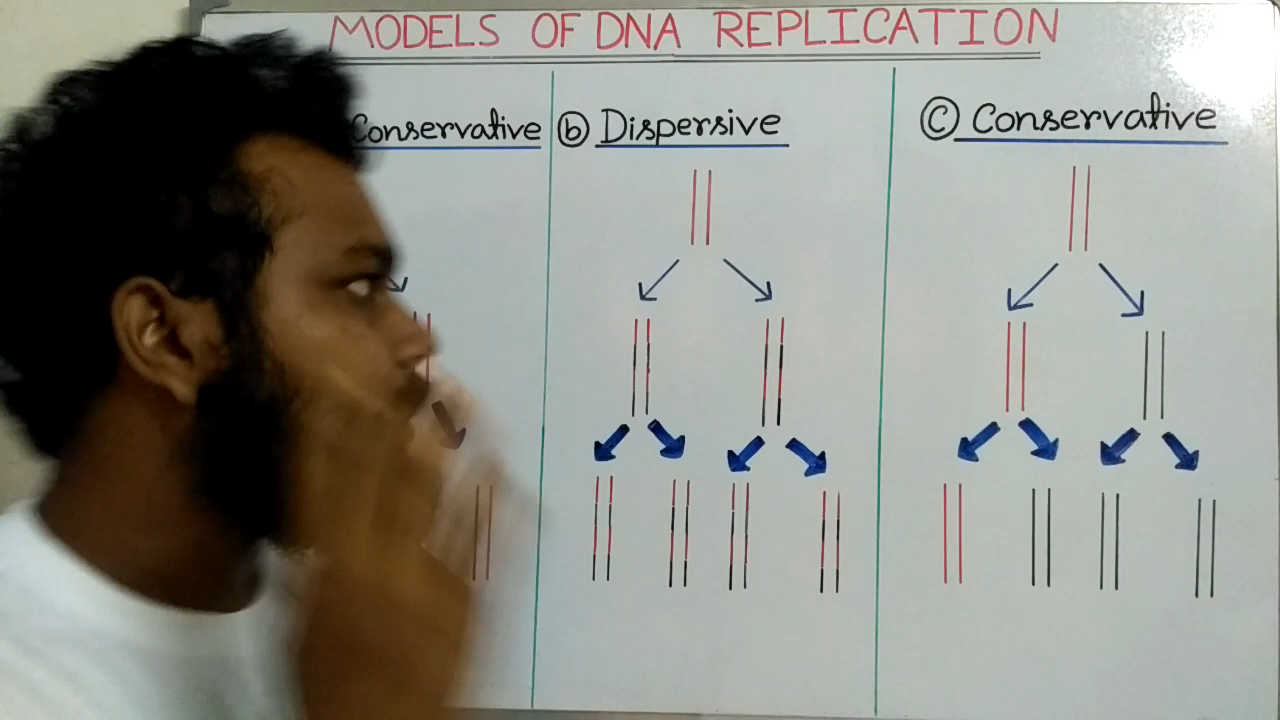 MODELS OF DNA REPLICATION
Conservative
ⓑ Dispersive
Ⓒ Conservative